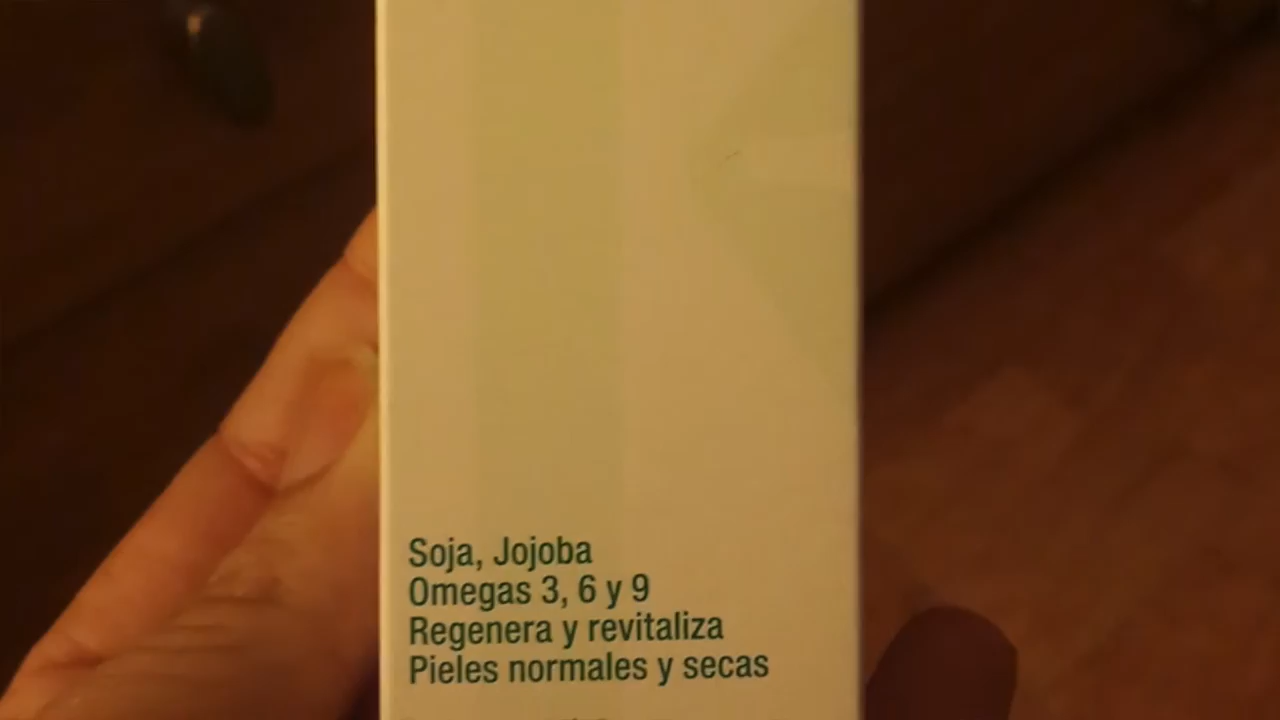 Soja, Jojoba
Omegas 3, 6 y 9
Regenera y revitaliza
Pieles normales y secas